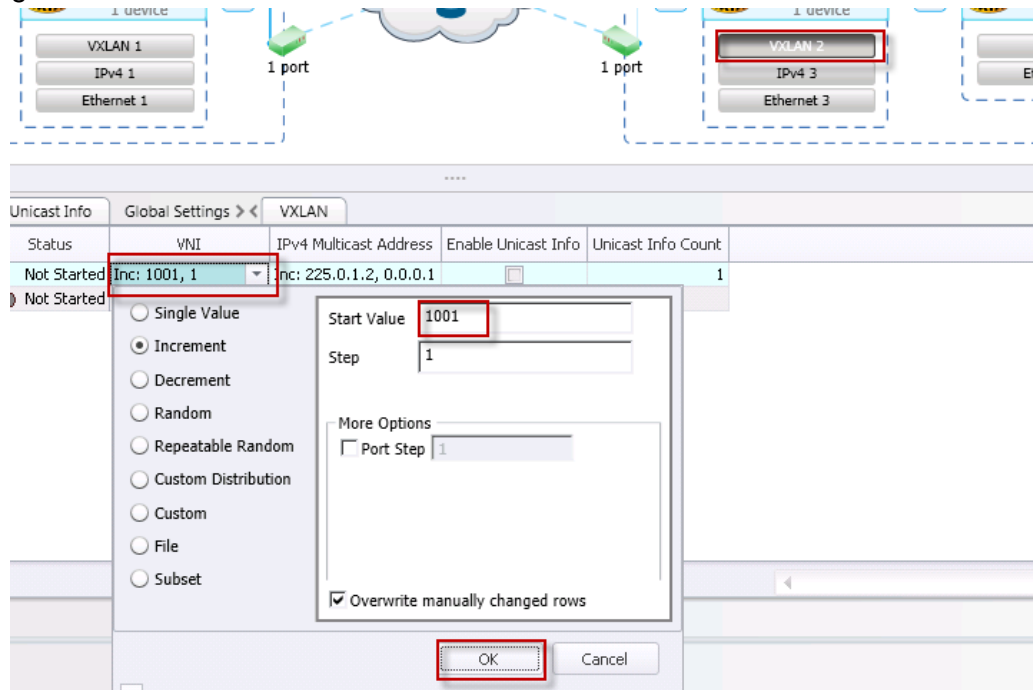 1 device
1 device
VXLAN 1
1 port
1 port
VXLAN 2
IPv4 1
IPv4 3
Ethernet 1
Ethernet 3
Unicast Info Global Settings VXLAN
Status VNI IPv4 Multicast Address Enable Unicast Info Unicast Info Count
Not Started Inc: 1001, 1 Inc: 225.0.1.2, 0.0.0.1 1
Not Started
Single Value
Increment
Decrement
Random
Repeatable Random
Custom Distribution
Custom
File
Subset
Start Value 1001
Step 1
More Options
Port Step 1
Overwrite manually changed rows
OK Cancel